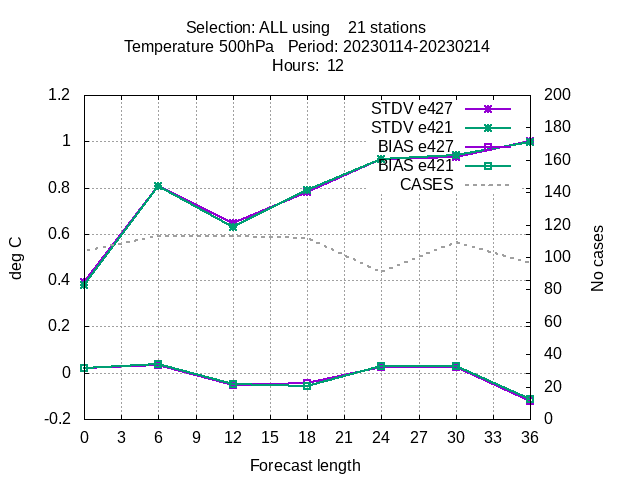 Selection: ALL using 21 stations
Temperature 500hPa Period: 20230114-20230214
Hours: 12
1.2
1
0.8
0.6
0.4
0.2
0
-0.2
deg C
STDV e427
STDV e421
BIAS e427
BIAS e421
CASES
200
180
160
140
120
100
80
60
40
20
0
No cases
0 3 6 9 12 15 18 21 24 27 30 33 36
Forecast length